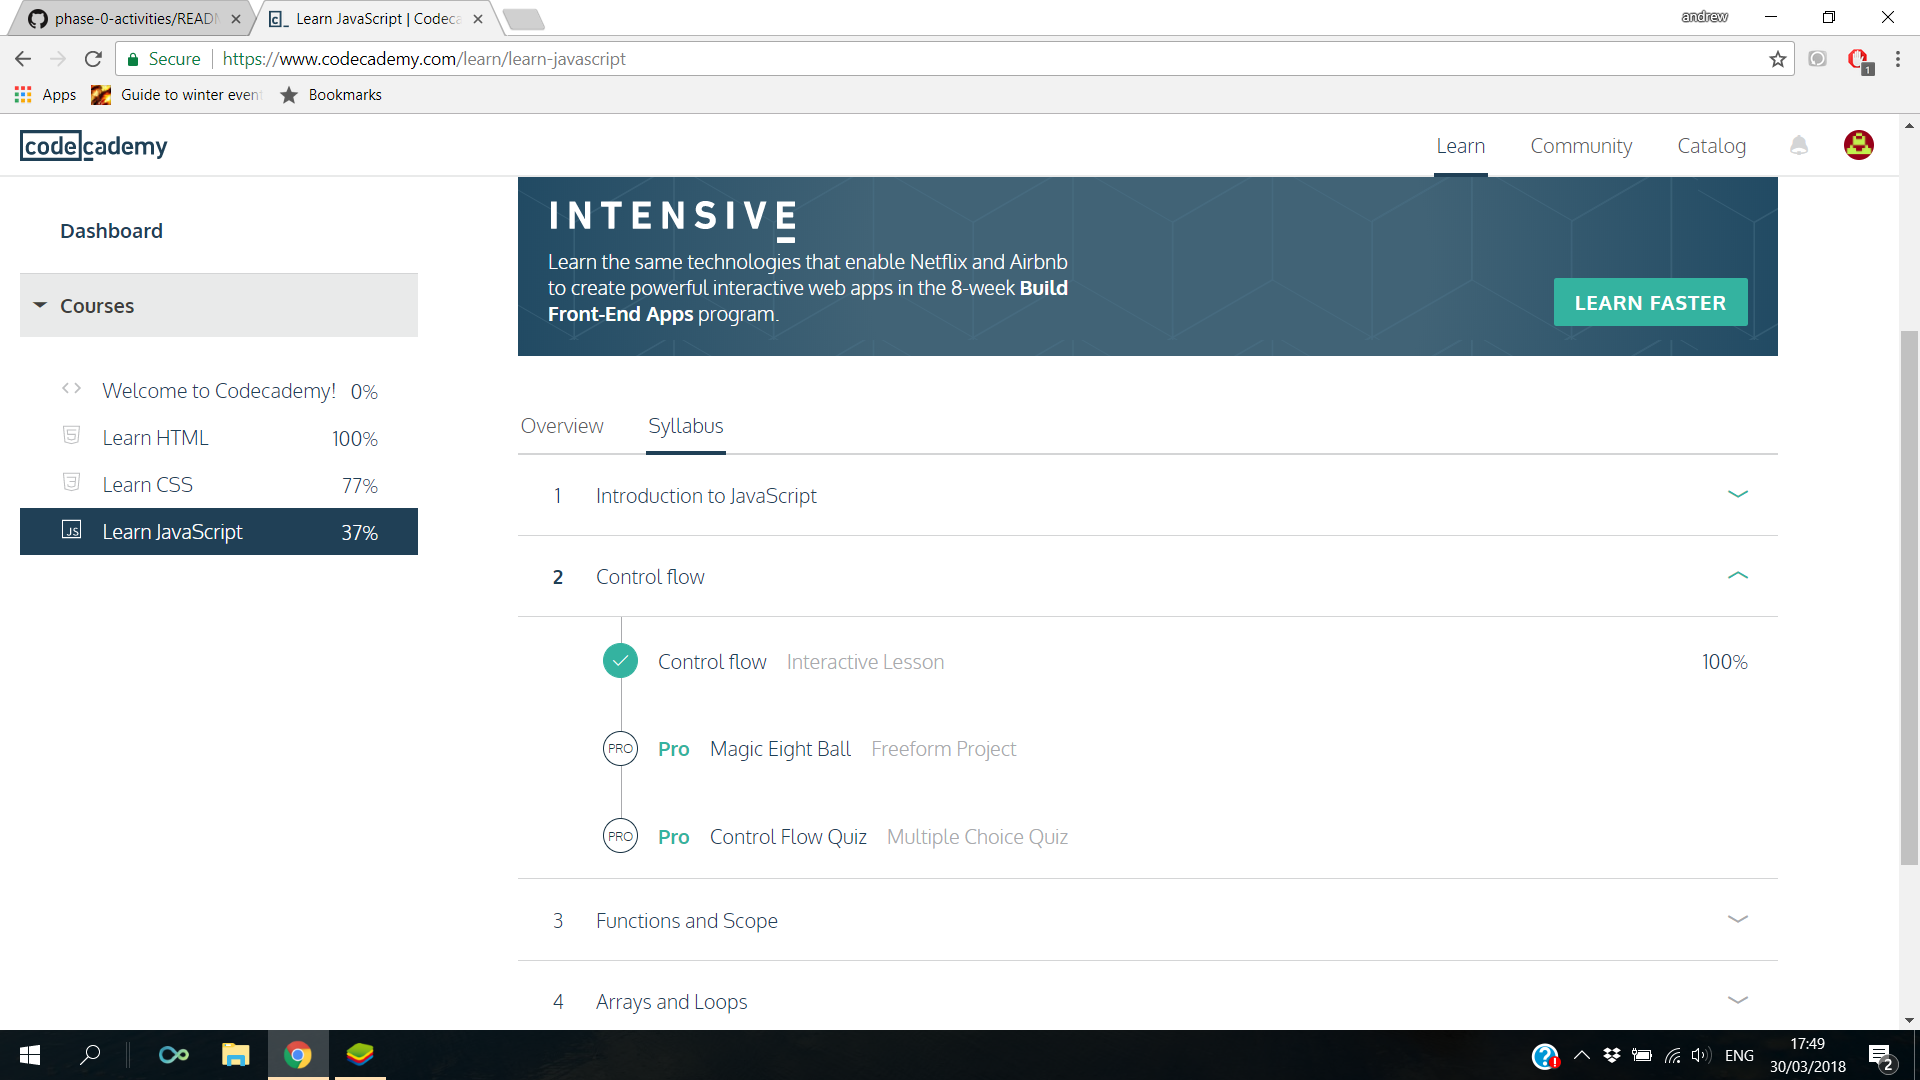 phase-0-activities/READ
Learn JavaScript | Codeca
andrew
Secure
https://www.codecademy.com/learn/learn-javascript
1
Apps
Guide to winter even
Bookmarks
codecademy
Learn
Community
Catalog
Dashboard
Courses
Welcome to Codecademy! 0%
Learn HTML 100%
Learn CSS 77%
JS Learn JavaScript 37%
INTENSIVE
Learn the same technologies that enable Netflix and Airbnb
to create powerful interactive web apps in the 8-week Build
Front-End Apps program.
LEARN FASTER
Overview
Syllabus
1 Introduction to JavaScript
2 Control flow
Control flow Interactive Lesson 100%
PRO Pro Magic Eight Ball Freeform Project
PRO Pro Control Flow Quiz Multiple Choice Quiz
3 Functions and Scope
4 Arrays and Loops
ENG
17:49
30/03/2018
2